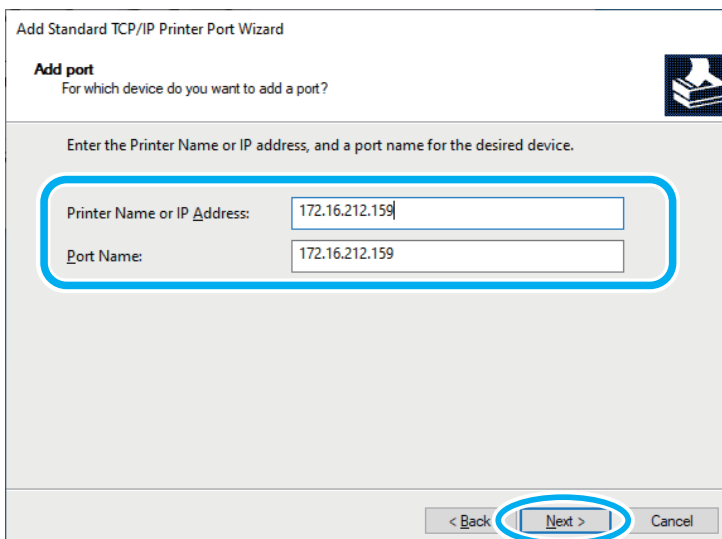 Add Standard TCP/IP Printer Port Wizard
Add port
For which device do you want to add a port?
Enter the Printer Name or IP address, and a port name for the desired device.
Printer Name or IP Address: 172.16.212.159
Port Name: 172.16.212.159
< Back Next > Cancel